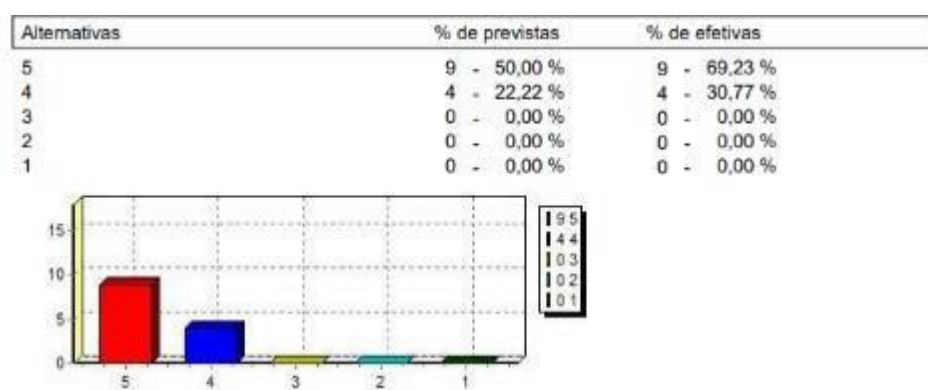 Alternativas % de previstas % de efetivas
5 9 - 50,00 % 9 - 69,23 %
4 4 - 22,22 % 4 - 30,77 %
3 0 - 0,00 % 0 - 0,00 %
2 0 - 0,00 % 0 - 0,00 %
1 0 - 0,00 % 0 - 0,00 %
15
10
5
0
5 4 3 2 1
9 5
4 4
0 3
0 2
0 1